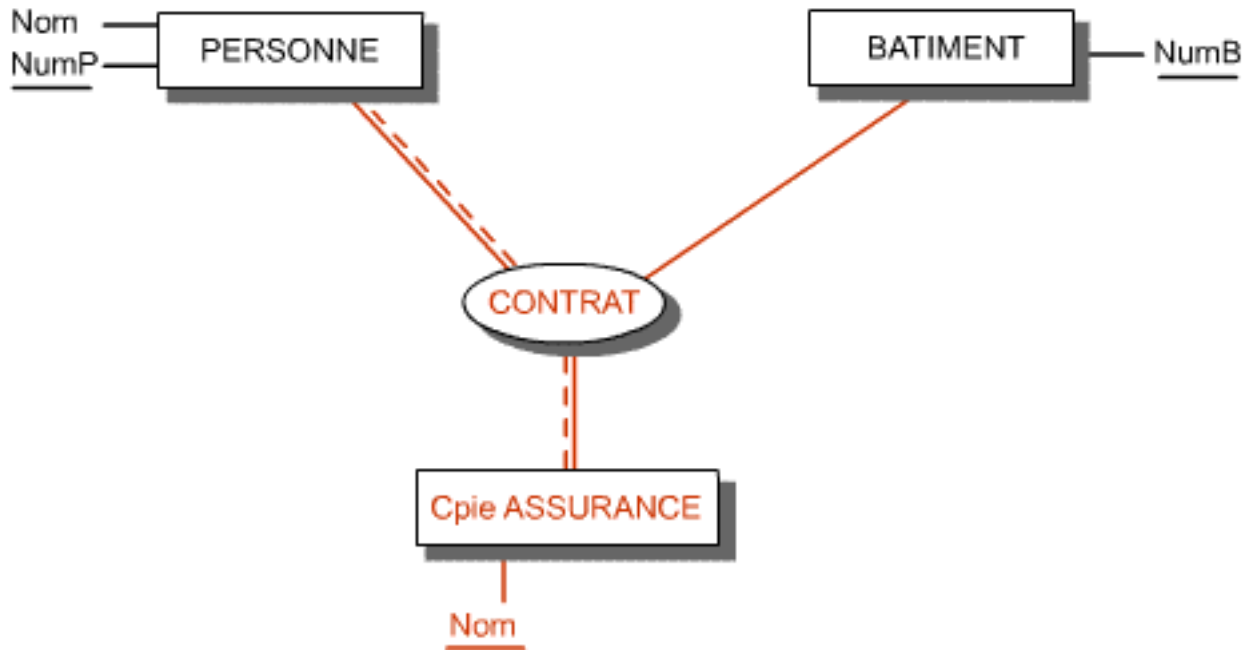 Nom
NumP
PERSONNE
BATIMENT
NumB
CONTRAT
Cpie ASSURANCE
Nom